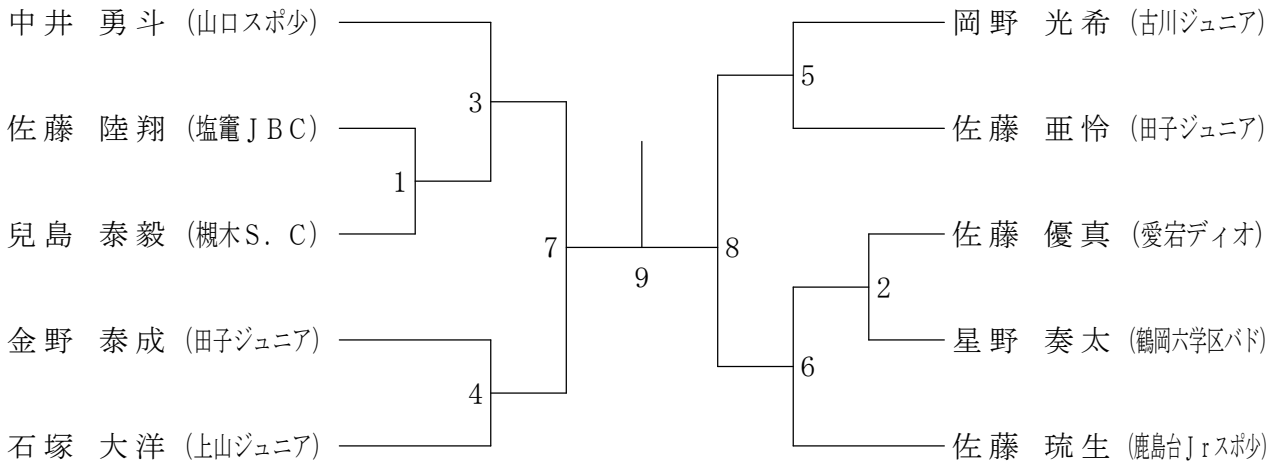 中井 勇斗 (山口スポ少)
佐藤 陸翔 (塩竈ＪＢＣ)
兒島 泰毅 (槻木Ｓ．Ｃ)
金野 泰成 (田子ジュニア)
石塚 大洋 (上山ジュニア)
3
1
4
7
9
8
5
2
6
岡野 光希 (古川ジュニア)
佐藤 亜怜 (田子ジュニア)
佐藤 優真 (愛宕ディオ)
星野 奏太 (鶴岡六学区バド)
佐藤 琉生 (鹿島台Ｊｒスポ少)